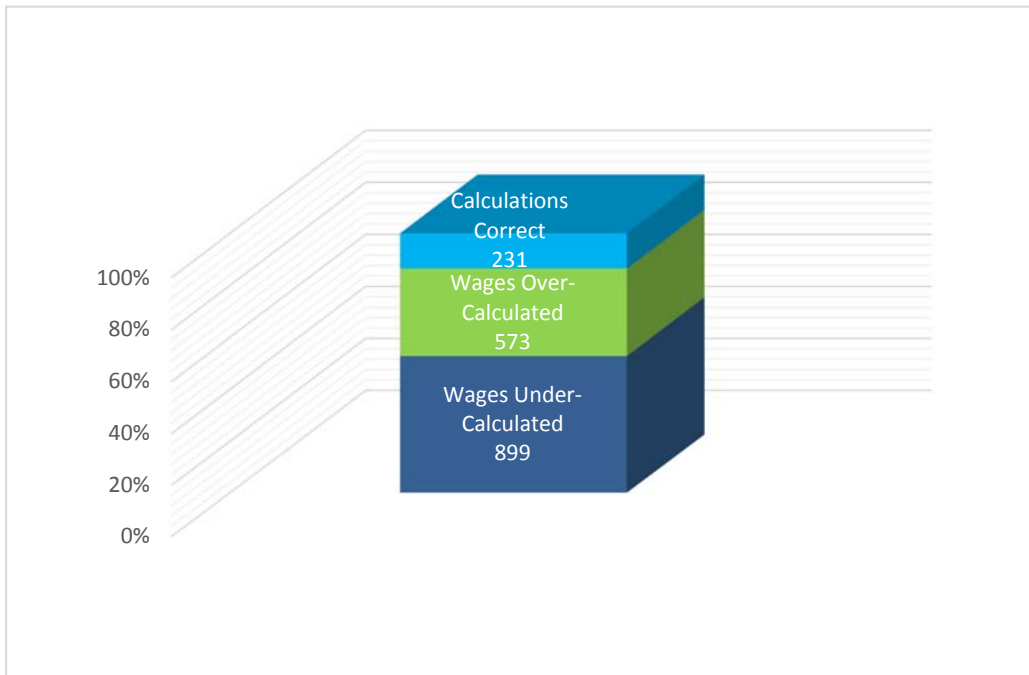 Calculations
Correct
231
Wages Over-
Calculated
573
Wages Under-
Calculated
899
100%
80%
60%
40%
20%
0%